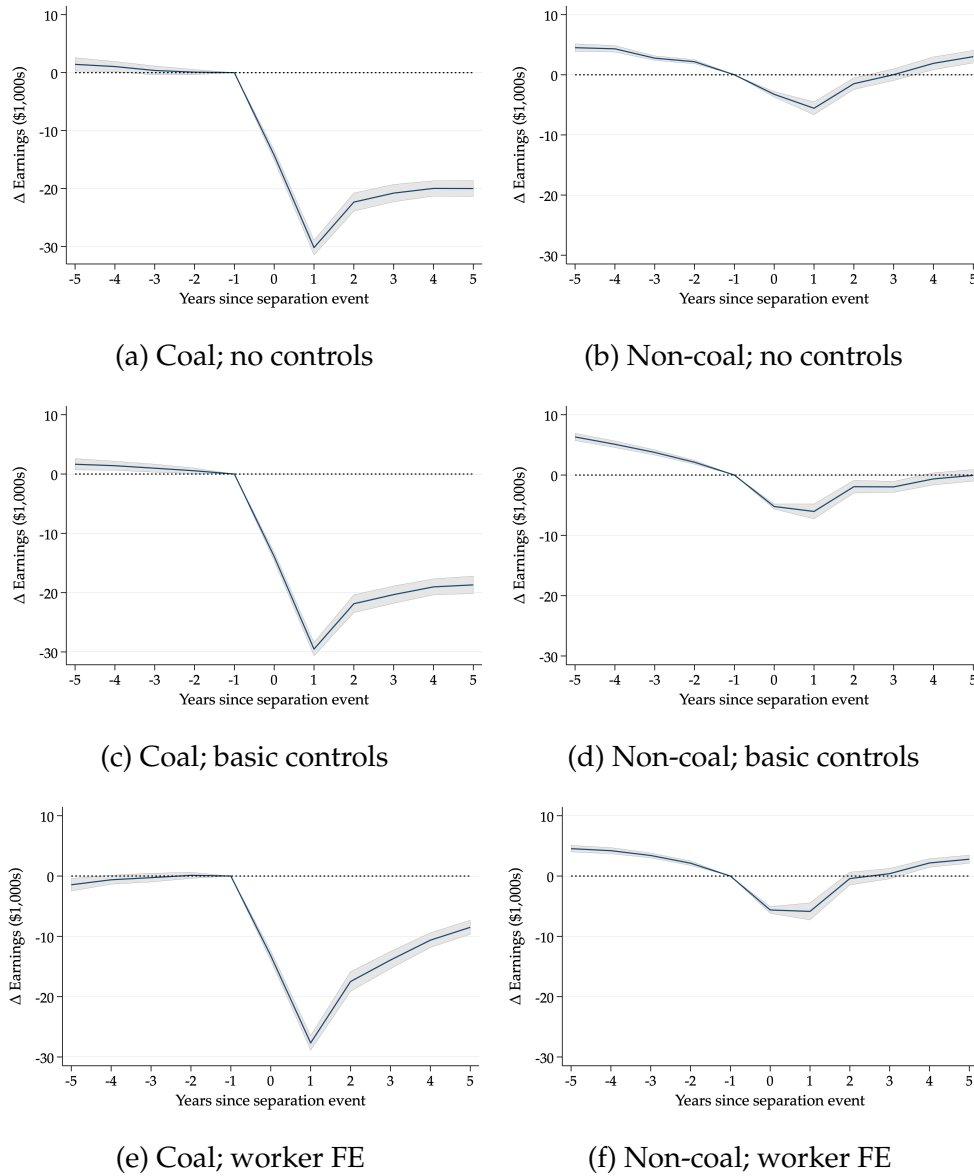 10
0
-10
-20
-30
Δ Earnings ($1,000s)
-5 -4 -3 -2 -1 0 1 2 3 4 5
Years since separation event
(a) Coal; no controls
10
0
-10
-20
-30
Δ Earnings ($1,000s)
-5 -4 -3 -2 -1 0 1 2 3 4 5
Years since separation event
(b) Non-coal; no controls
10
0
-10
-20
-30
Δ Earnings ($1,000s)
-5 -4 -3 -2 -1 0 1 2 3 4 5
Years since separation event
(c) Coal; basic controls
10
0
-10
-20
-30
Δ Earnings ($1,000s)
-5 -4 -3 -2 -1 0 1 2 3 4 5
Years since separation event
(d) Non-coal; basic controls
10
0
-10
-20
-30
Δ Earnings ($1,000s)
-5 -4 -3 -2 -1 0 1 2 3 4 5
Years since separation event
(e) Coal; worker FE
10
0
-10
-20
-30
Δ Earnings ($1,000s)
-5 -4 -3 -2 -1 0 1 2 3 4 5
Years since separation event
(f) Non-coal; worker FE